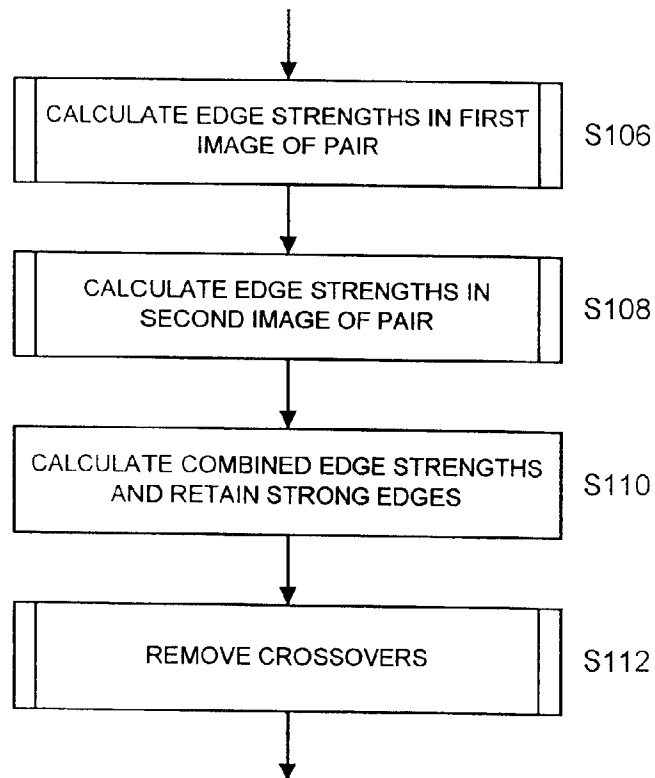 CALCULATE EDGE STRENGTHS IN FIRST
IMAGE OF PAIR
S106
CALCULATE EDGE STRENGTHS IN
SECOND IMAGE OF PAIR
S108
CALCULATE COMBINED EDGE STRENGTHS
AND RETAIN STRONG EDGES
S110
REMOVE CROSSOVERS
S112